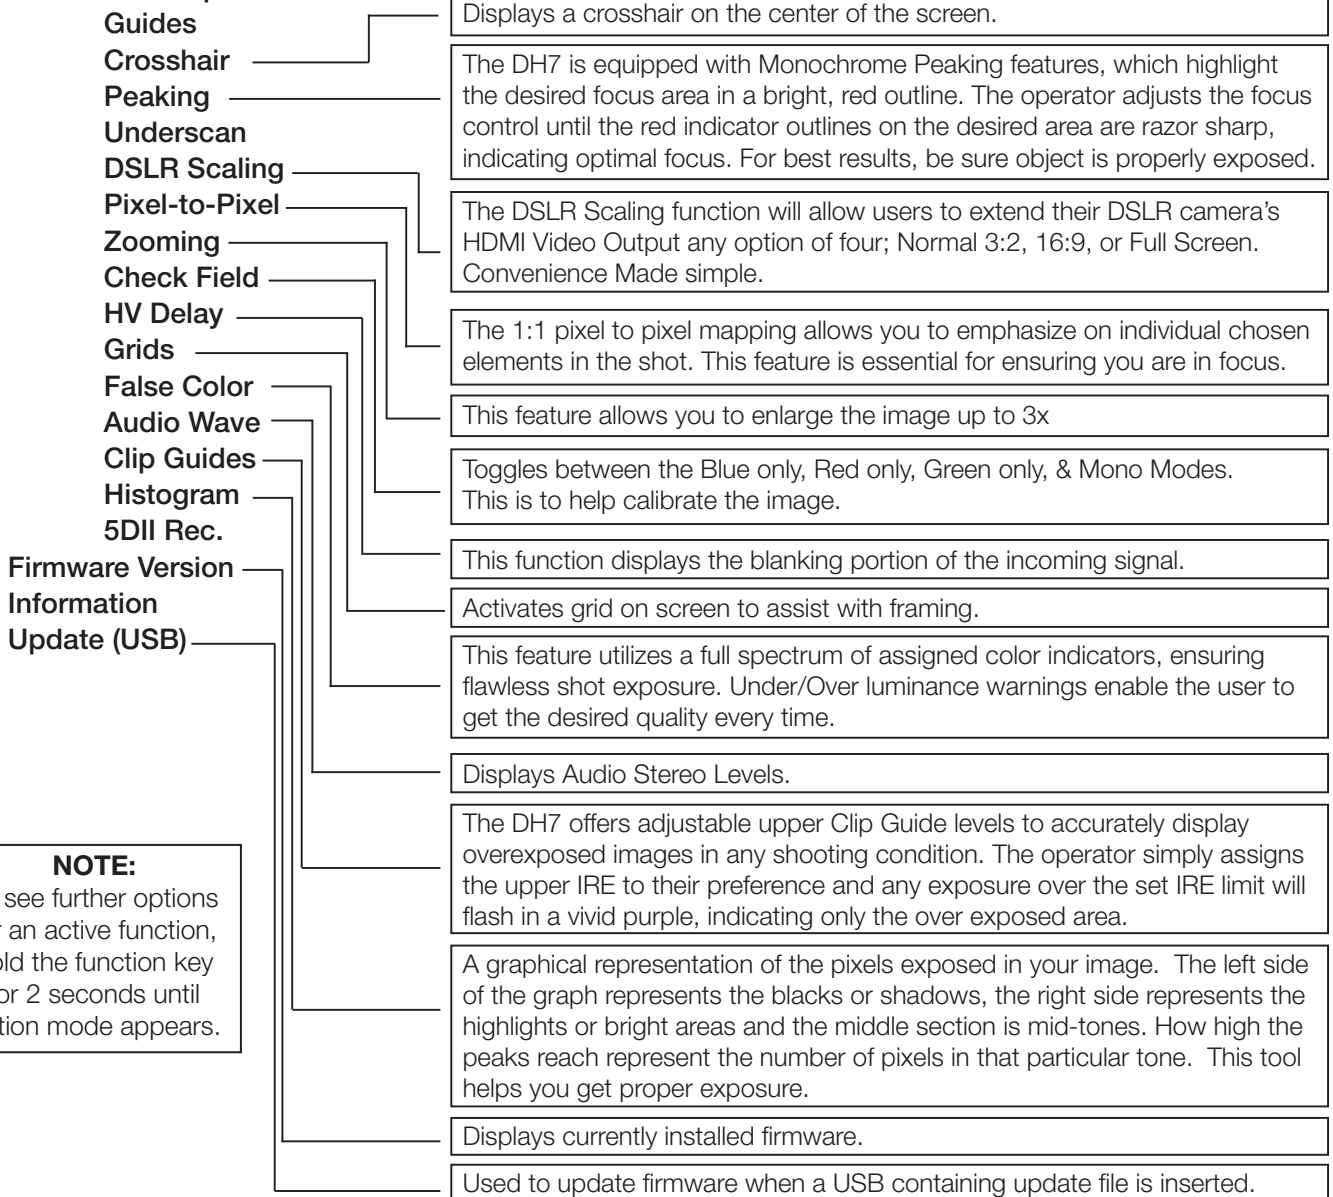 Guides
Crosshair
Peaking
Underscan
DSLR Scaling
Pixel-to-Pixel
Zooming
Check Field
HV Delay
Grids
False Color
Audio Wave
Clip Guides
Histogram
5DII Rec.
Firmware Version
Information
Update (USB)
NOTE:
see further options
an active function,
the function key
2 seconds until
mode appears.
Displays a crosshair on the center of the screen.
The DH7 is equipped with Monochrome Peaking features, which highlight
the desired focus area in a bright, red outline. The operator adjusts the focus
control until the red indicator outlines on the desired area are razor sharp,
indicating optimal focus. For best results, be sure object is properly exposed.
The DSLR Scaling function will allow users to extend their DSLR camera’s
HDMI Video Output any option of four; Normal 3:2, 16:9, or Full Screen.
Convenience Made simple.
The 1:1 pixel to pixel mapping allows you to emphasize on individual chosen
elements in the shot. This feature is essential for ensuring you are in focus.
This feature allows you to enlarge the image up to 3x
Toggles between the Blue only, Red only, Green only, & Mono Modes.
This is to help calibrate the image.
This function displays the blanking portion of the incoming signal.
Activates grid on screen to assist with framing.
This feature utilizes a full spectrum of assigned color indicators, ensuring
flawless shot exposure. Under/Over luminance warnings enable the user to
get the desired quality every time.
Displays Audio Stereo Levels.
The DH7 offers adjustable upper Clip Guide levels to accurately display
overexposed images in any shooting condition. The operator simply assigns
the upper IRE to their preference and any exposure over the set IRE limit will
flash in a vivid purple, indicating only the over exposed area.
A graphical representation of the pixels exposed in your image.  The left side
of the graph represents the blacks or shadows, the right side represents the
highlights or bright areas and the middle section is mid-tones. How high the
peaks reach represent the number of pixels in that particular tone.  This tool
helps you get proper exposure.
Displays currently installed firmware.
Used to update firmware when a USB containing update file is inserted.